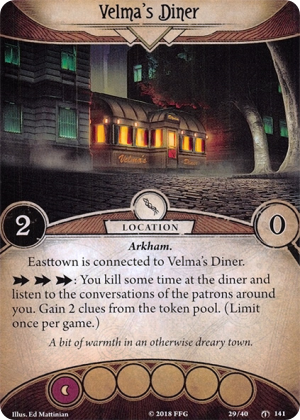 Velma's Diner
Diner
Velma's Diner
2
LOCATION
0
Arkham.
Easttown is connected to Velma's Diner.
: You kill some time at the diner and
listen to the conversations of the patrons around
you. Gain 2 clues from the token pool. (Limit
once per game.)
A bit of warmth in an otherwise dreary town.
Illus. Ed Mattinian
© 2018 FFG
29/40
141